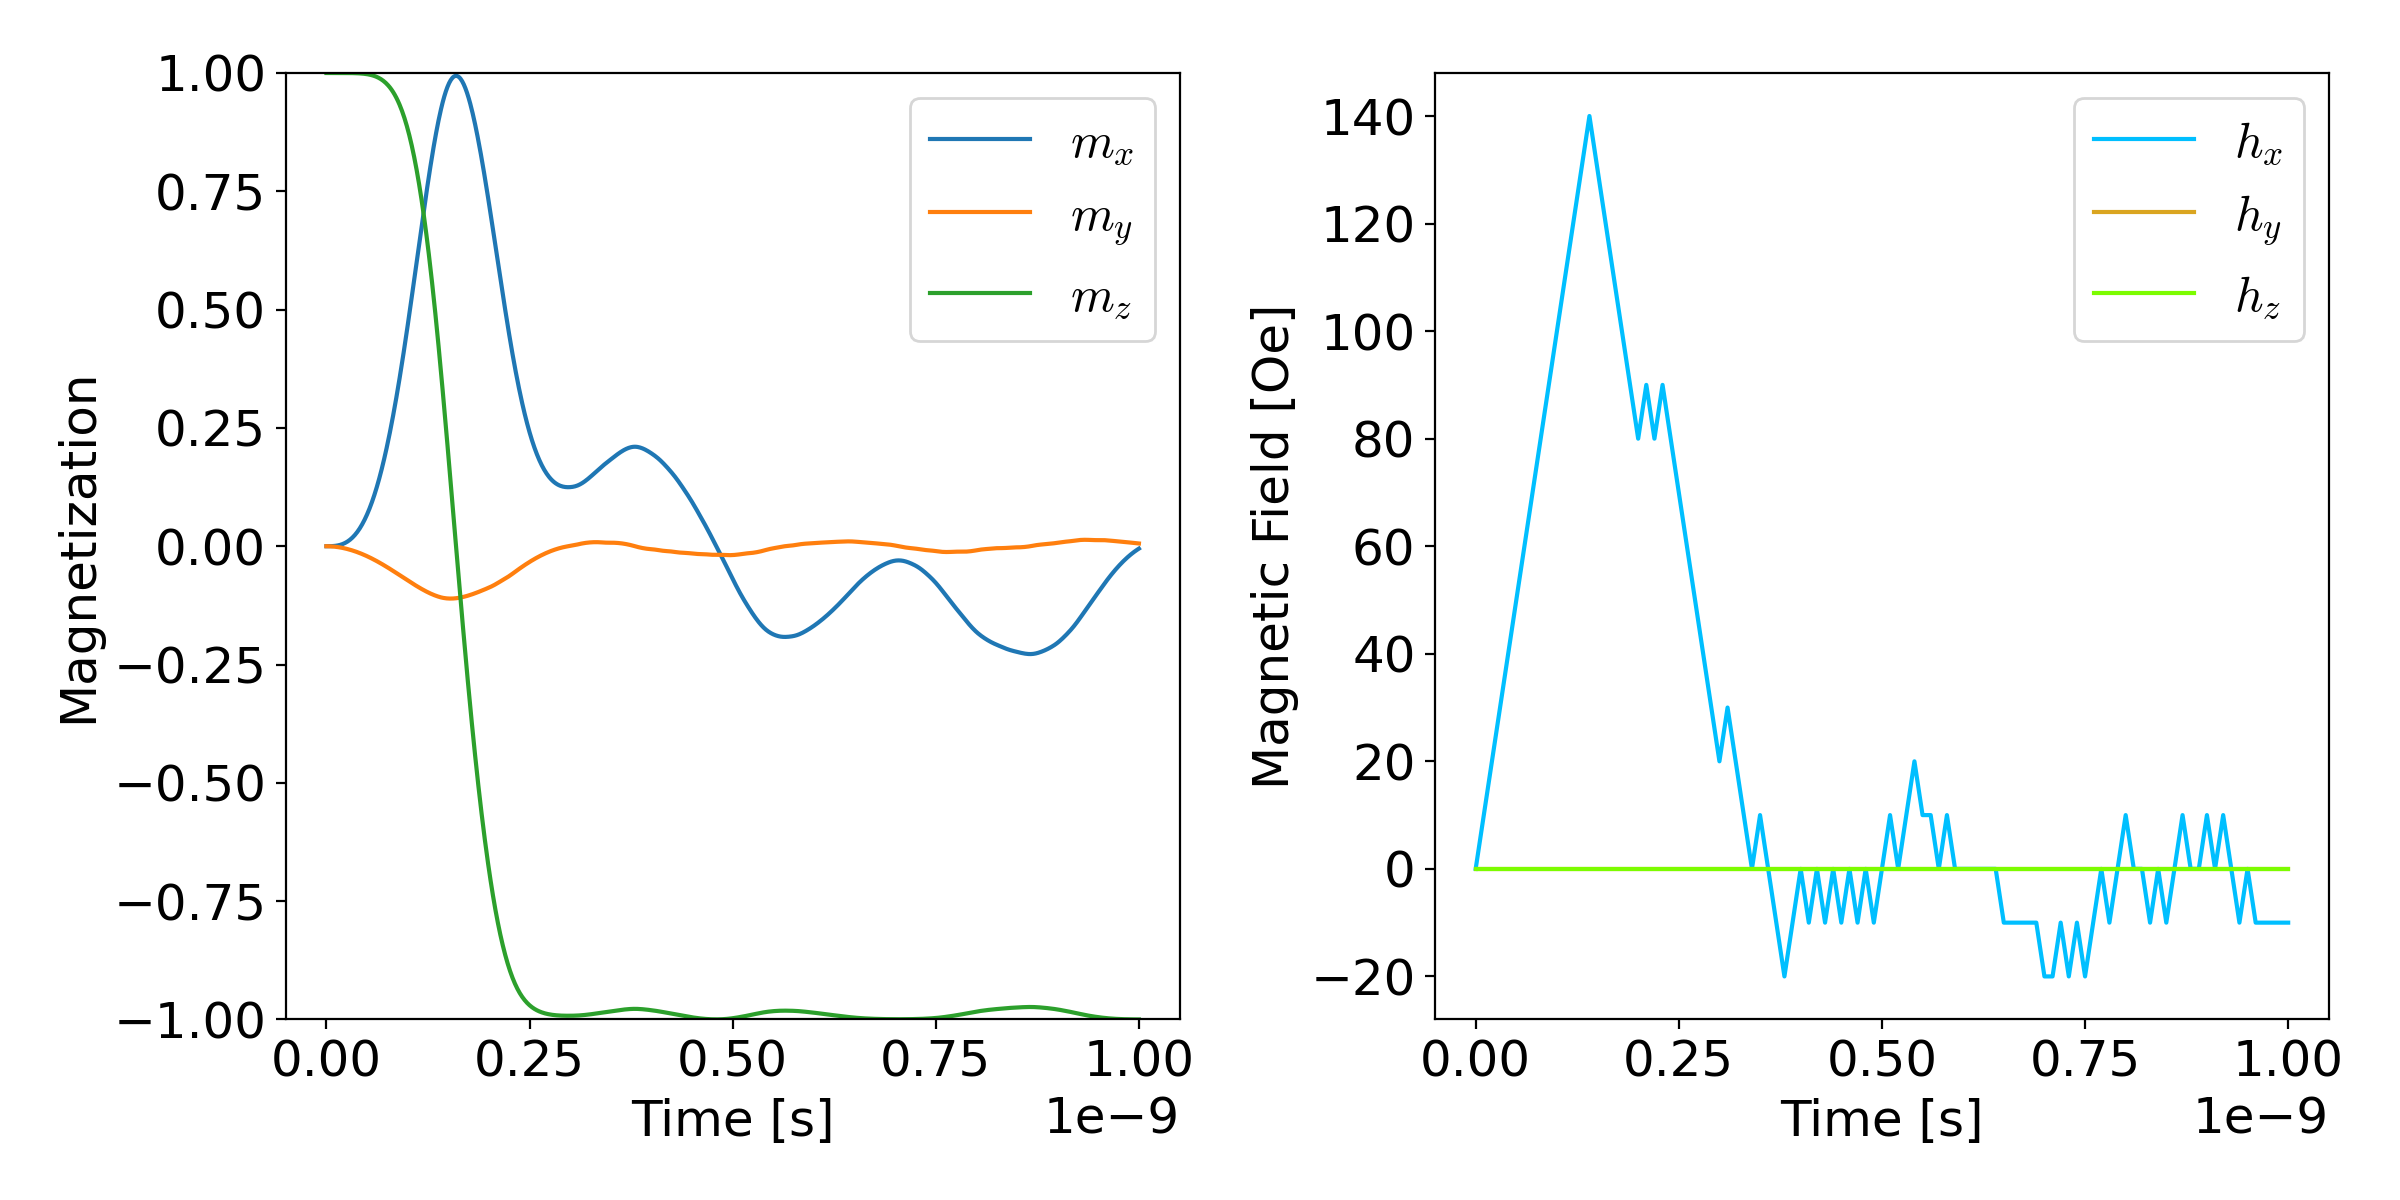 Magnetization
1.00
0.75
0.50
0.25
0.00
−0.25
−0.50
−0.75
−1.00
0.00 0.25 0.50 0.75 1.00
Time [s]
1e−9
m_x
m_y
m_z
Magnetic Field [Oe]
140
120
100
80
60
40
20
0
−20
0.00 0.25 0.50 0.75 1.00
Time [s]
1e−9
h_x
h_y
h_z